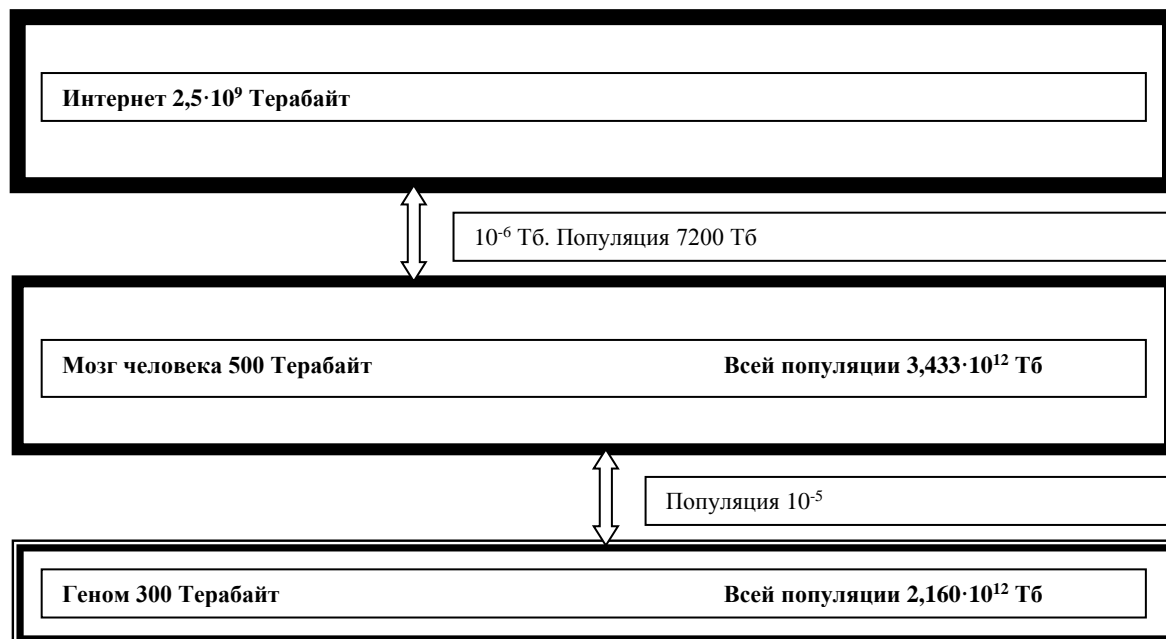 Интернет 2,5·10⁹ Терабайт
10⁻⁶ Тб. Популяция 7200 Тб
Мозг человека 500 Терабайт Всей популяции 3,433·10¹² Тб
Популяция 10⁻⁵
Геном 300 Терабайт Всей популяции 2,160·10¹² Тб